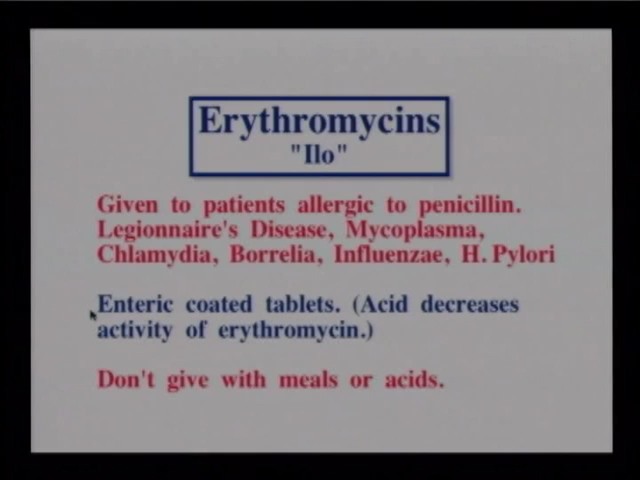 Erythromycins
"Ilo"
Given to patients allergic to penicillin.
Legionnaire's Disease, Mycoplasma,
Chlamydia, Borrelia, Influenzae, H. Pylori
Enteric coated tablets. (Acid decreases
activity of erythromycin.)
Don't give with meals or acids.